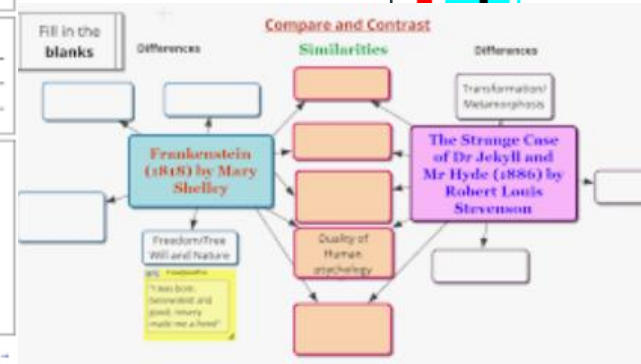 Compare and Contrast
Fill in the
blanks
Differences
Similarities
Differences
Transformation/
Metamorphosis
Frankenstein
(1818) by Mary
Shelley
The Strange Case
of Dr Jekyll and
Mr Hyde (1886) by
Robert Louis
Stevenson
Freedom/Free
Will and Nature
Duality of
Human
psychology
"I was born
benevolent and
good, misery
made me a fiend"